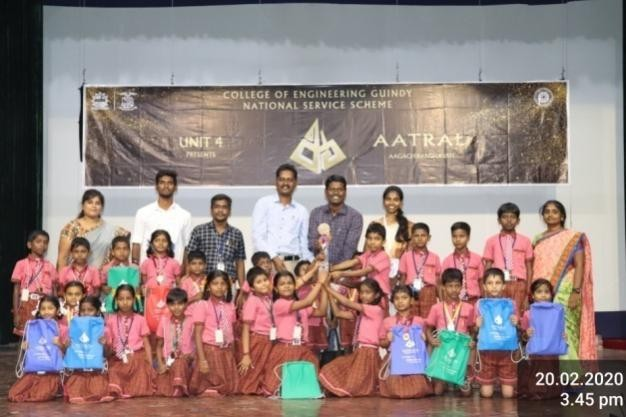 COLLEGE OF ENGINEERING GUINDY
NATIONAL SERVICE SCHEME
UNIT 4
PRESENTS
AATRAL
20.02.2020
3.45 pm